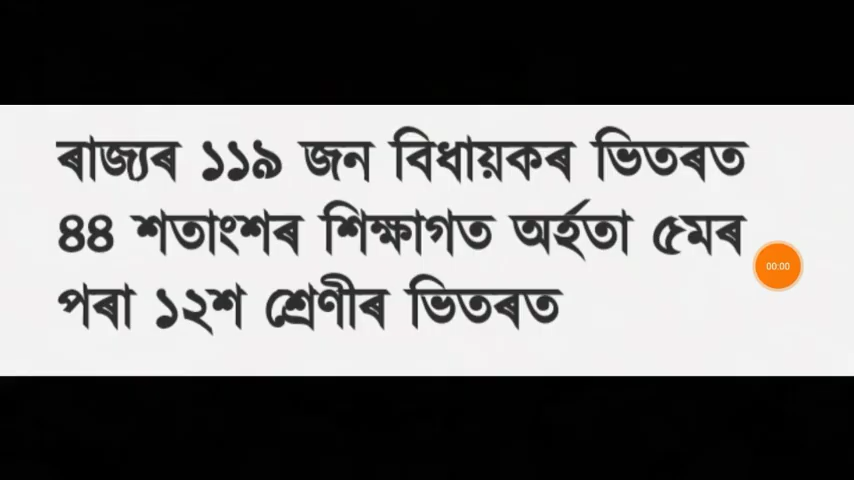 ৰাজ্যৰ ১১৯ জন বিধায়কৰ ভিতৰত
৪৪ শতাংশৰ শিক্ষাগত অৰ্হতা ৫মৰ
পৰা ১২শ শ্ৰেণীৰ ভিতৰত
00:00